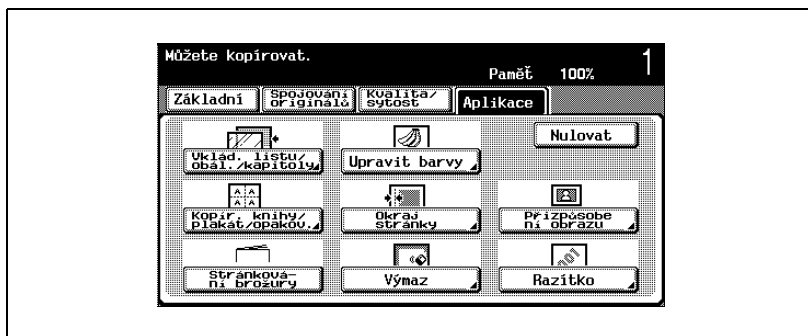 Můžete kopírovat.
1
Paměť 100%
Základní
Spojování
originálů
Kvalita/
sytost
Aplikace
Nulovat
Vklád. listu/
obál./kapitoly
Upravit barvy
Kopír. knihy/
plakát/opakov.
Okraj
stránky
Přizpůsobe
ní obrazu
Stránková-
ní brožury
Výmaz
Razítko